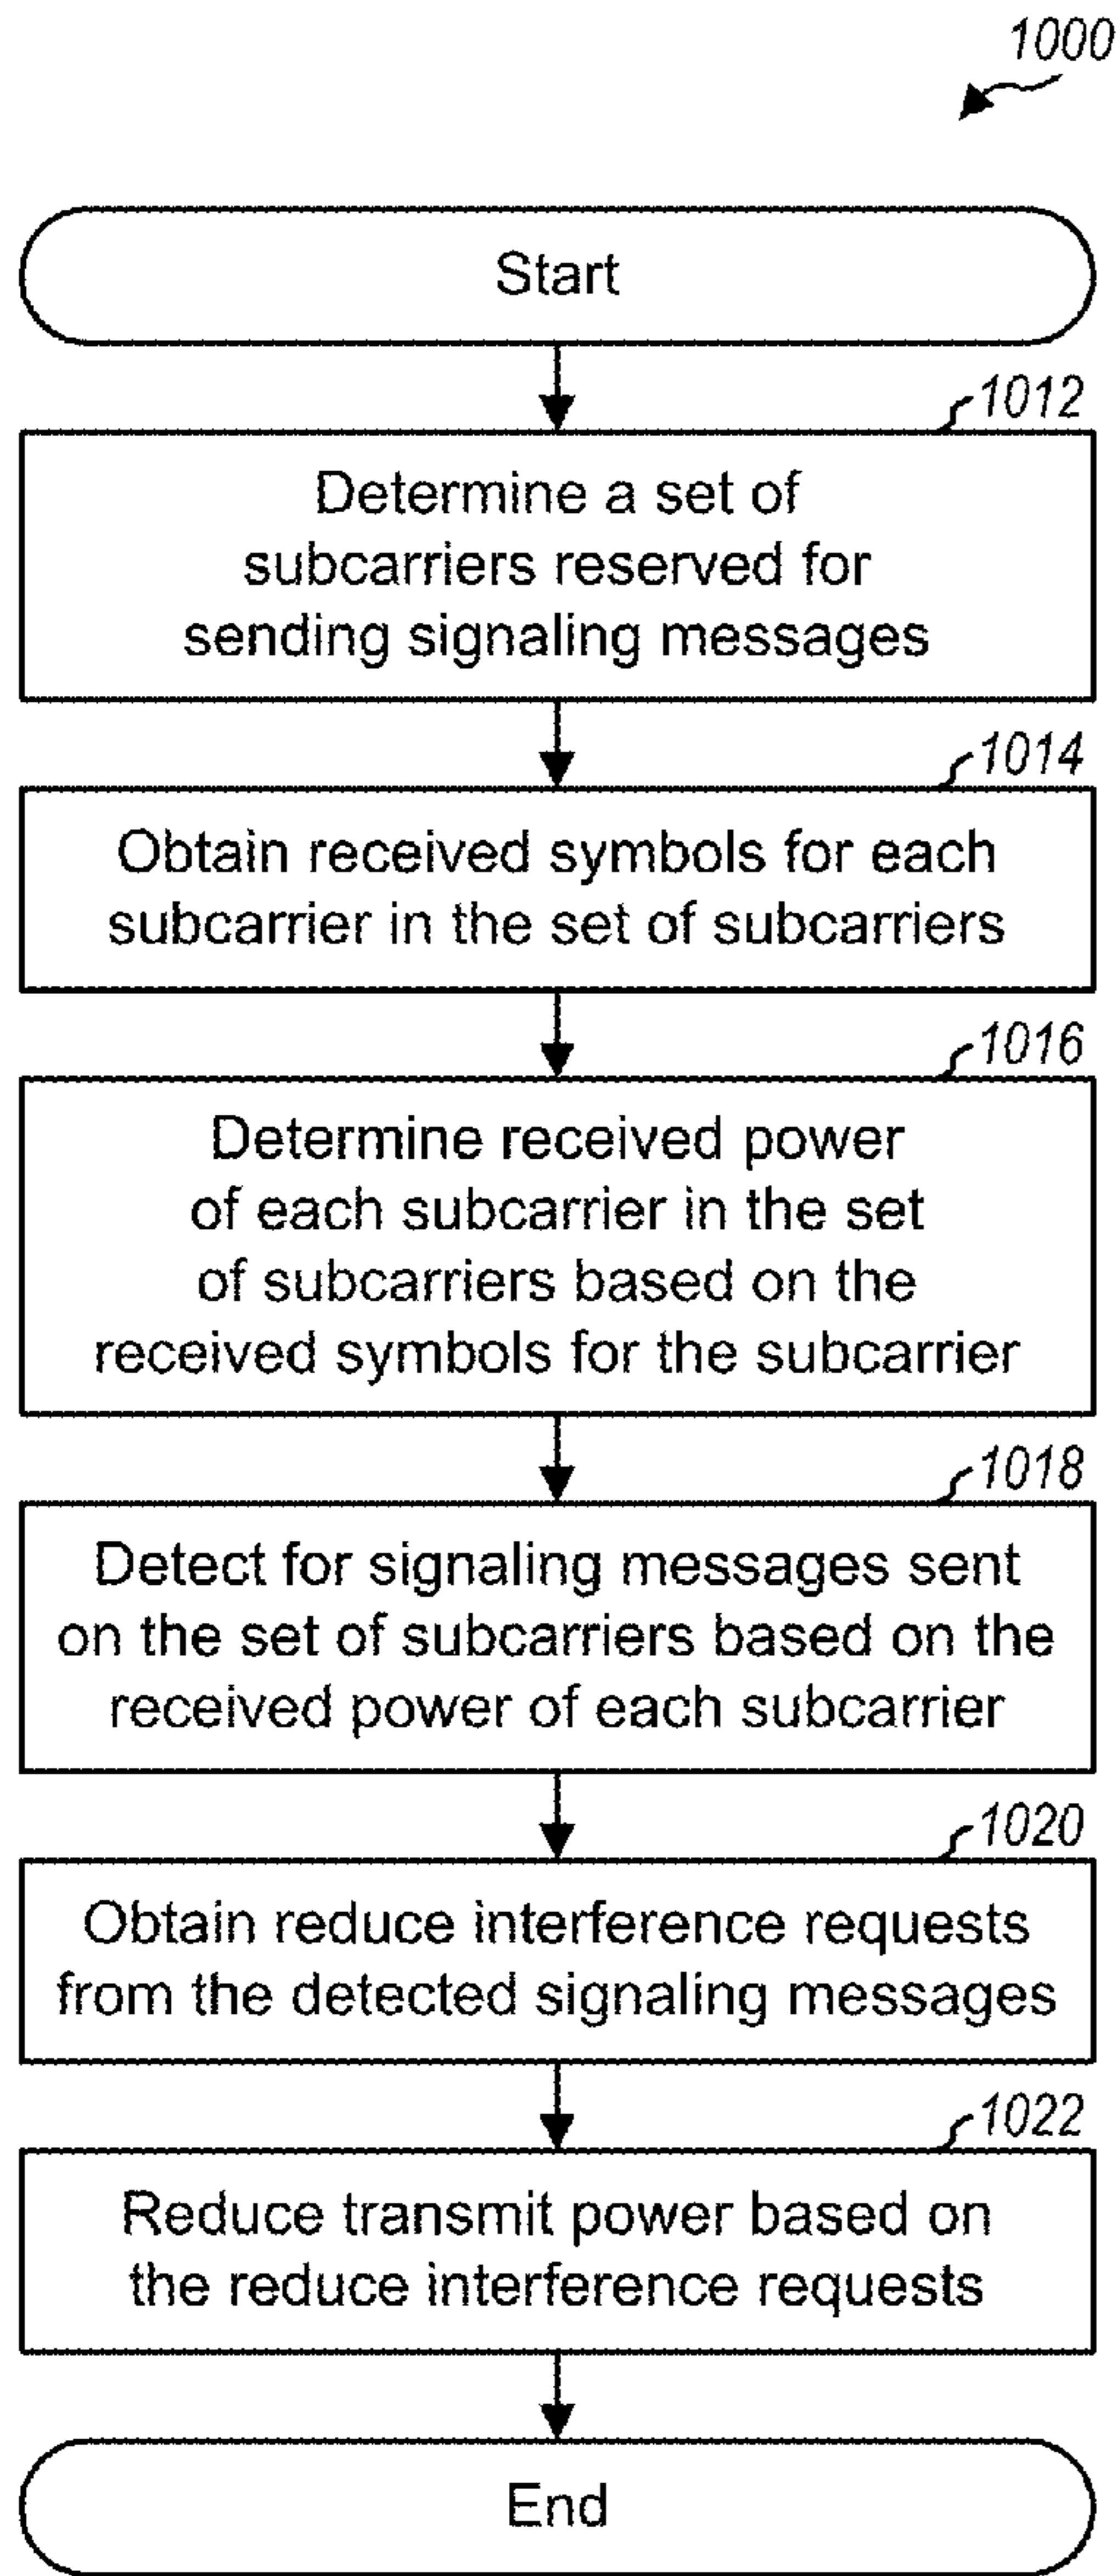 1000
Start
1012
Determine a set of
subcarriers reserved for
sending signaling messages
1014
Obtain received symbols for each
subcarrier in the set of subcarriers
1016
Determine received power
of each subcarrier in the set
of subcarriers based on the
received symbols for the subcarrier
1018
Detect for signaling messages sent
on the set of subcarriers based on the
received power of each subcarrier
1020
Obtain reduce interference requests
from the detected signaling messages
1022
Reduce transmit power based on
the reduce interference requests
End